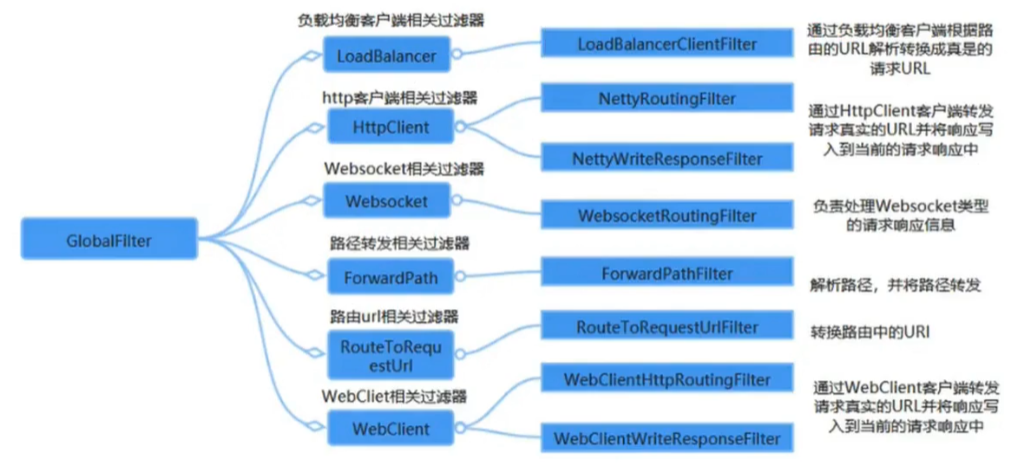 GlobalFilter
负载均衡客户端相关过滤器
LoadBalancer
LoadBalancerClientFilter
通过负载均衡客户端根据路
由的URL解析转换成真是的
请求URL
http客户端相关过滤器
HttpClient
NettyRoutingFilter
NettyWriteResponseFilter
通过HttpClient客户端转发
请求真实的URL并将响应写
入到当前的请求响应中
Websocket相关过滤器
Websocket
WebsocketRoutingFilter
负责处理Websocket类型
的请求响应信息
路径转发相关过滤器
ForwardPath
ForwardPathFilter
解析路径，并将路径转发
路由url相关过滤器
RouteToRequ
estUrl
RouteToRequestUrlFilter
转换路由中的URI
WebCliet相关过滤器
WebClient
WebClientHttpRoutingFilter
WebClientWriteResponseFilter
通过WebClient客户端转发
请求真实的URL并将响应写
入到当前的请求响应中